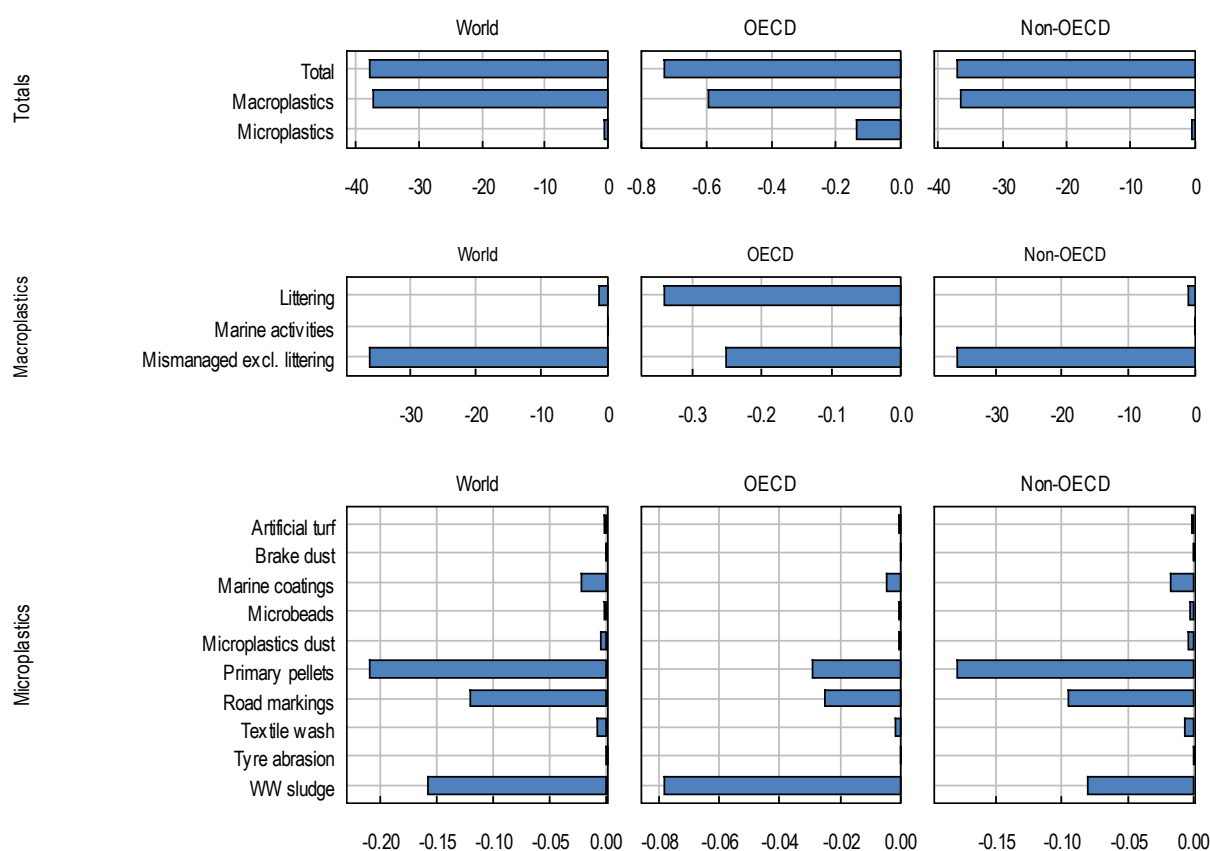 World OECD Non-OECD
Totals
Total
Macroplastics
Microplastics
-40 -30 -20 -10 0 -0.8 -0.6 -0.4 -0.2 0.0 -40 -30 -20 -10 0
World OECD Non-OECD
Macroplastics
Littering
Marine activities
Mismanaged excl. littering
-30 -20 -10 0 -0.3 -0.2 -0.1 0.0 -30 -20 -10 0
World OECD Non-OECD
Microplastics
Artificial turf
Brake dust
Marine coatings
Microbeads
Microplastics dust
Primary pellets
Road markings
Textile wash
Tyre abrasion
WW sludge
-0.20 -0.15 -0.10 -0.05 0.00 -0.08 -0.06 -0.04 -0.02 0.00 -0.15 -0.10 -0.05 0.00